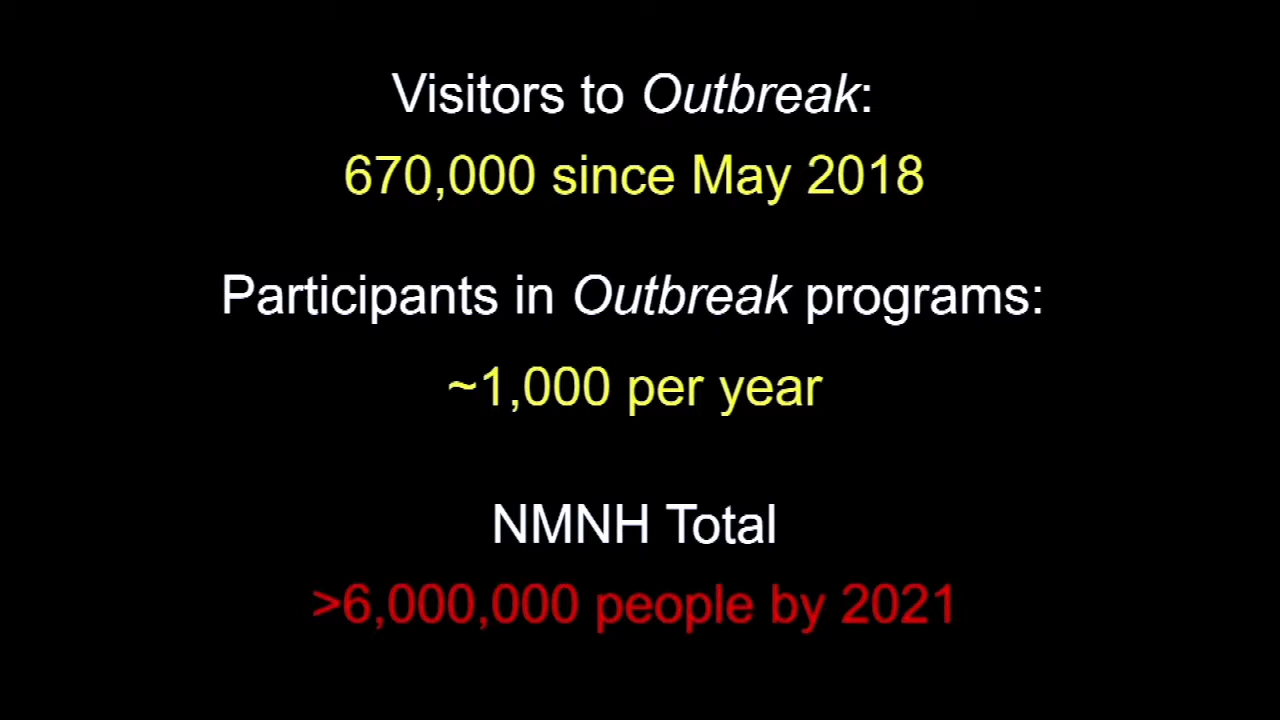 Visitors to Outbreak:
670,000 since May 2018
Participants in Outbreak programs:
~1,000 per year
NMNH Total
>6,000,000 people by 2021